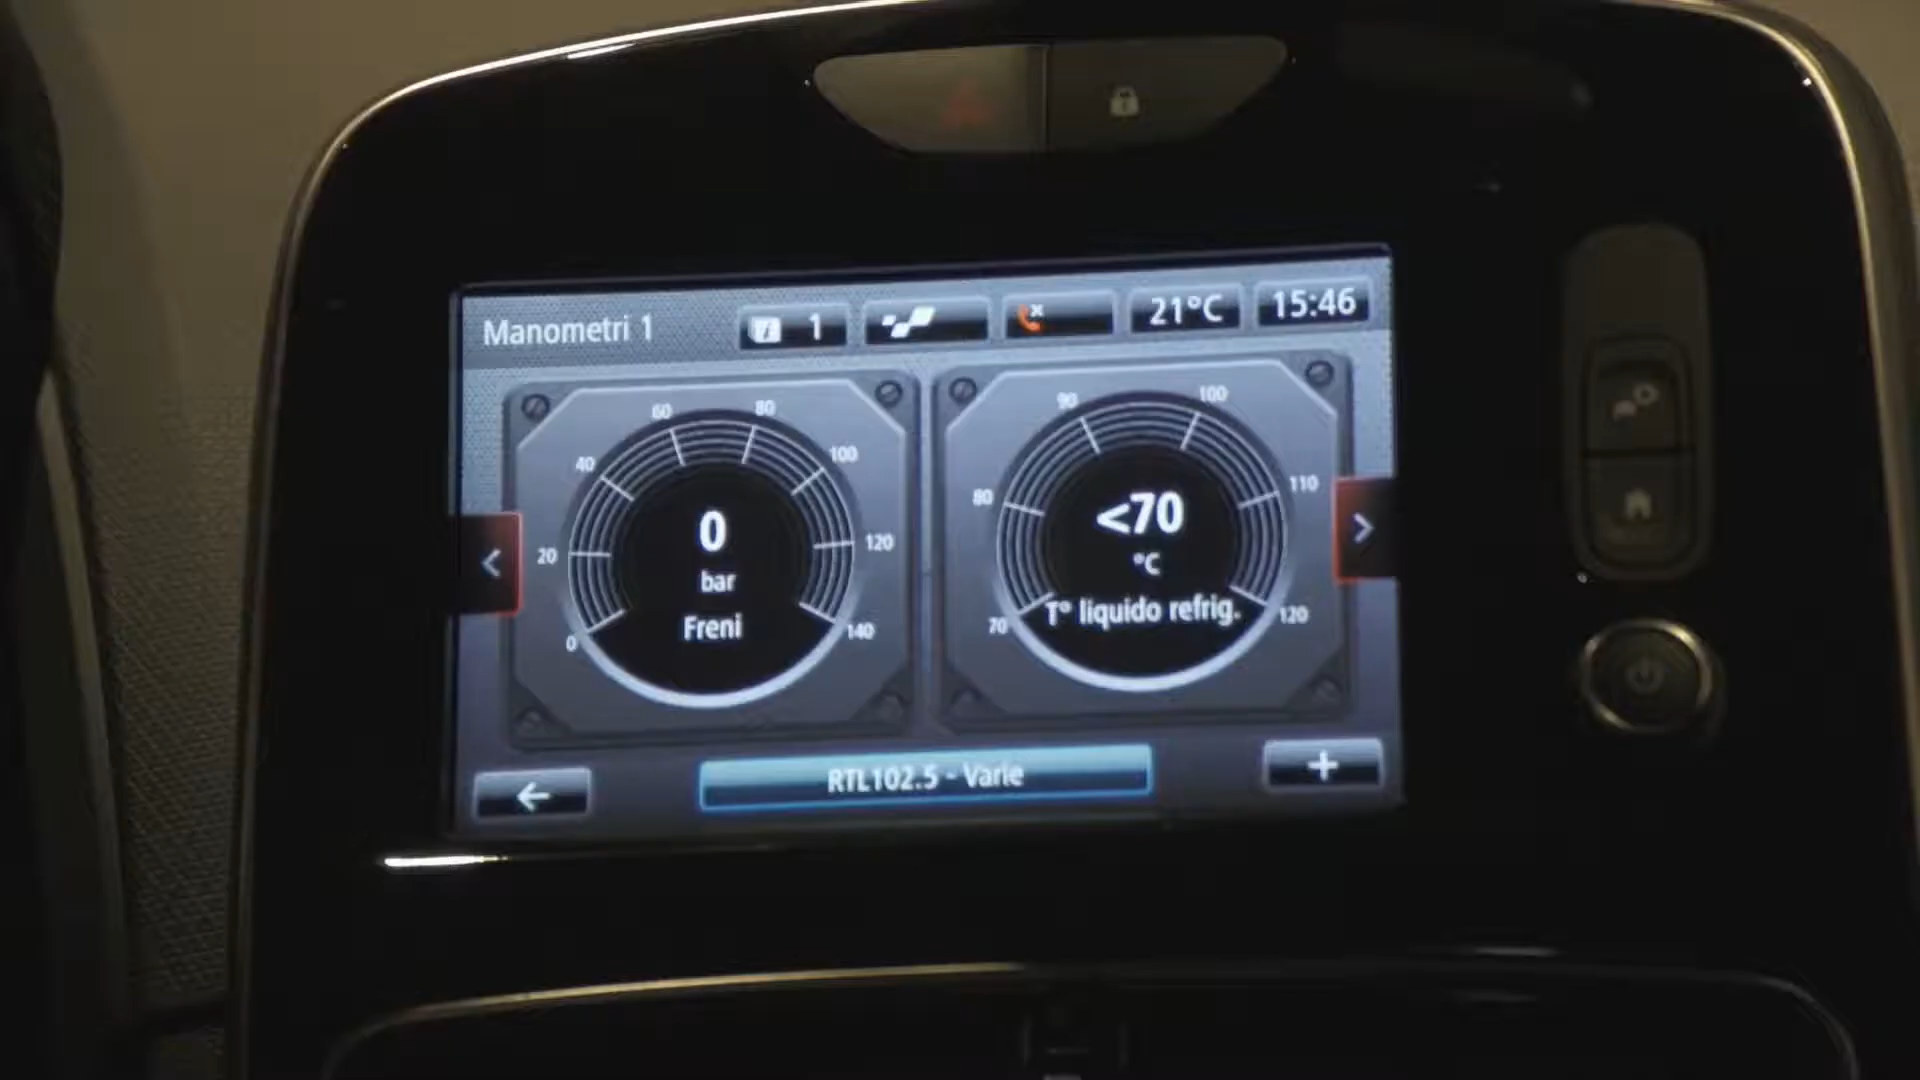 Manometri 1
i 1
21°C
15:46
0
20
40
60
80
100
120
140
0
bar
Freni
70
80
90
100
110
120
<70
°C
T° liquido refrig.
RTL102.5 - Varie